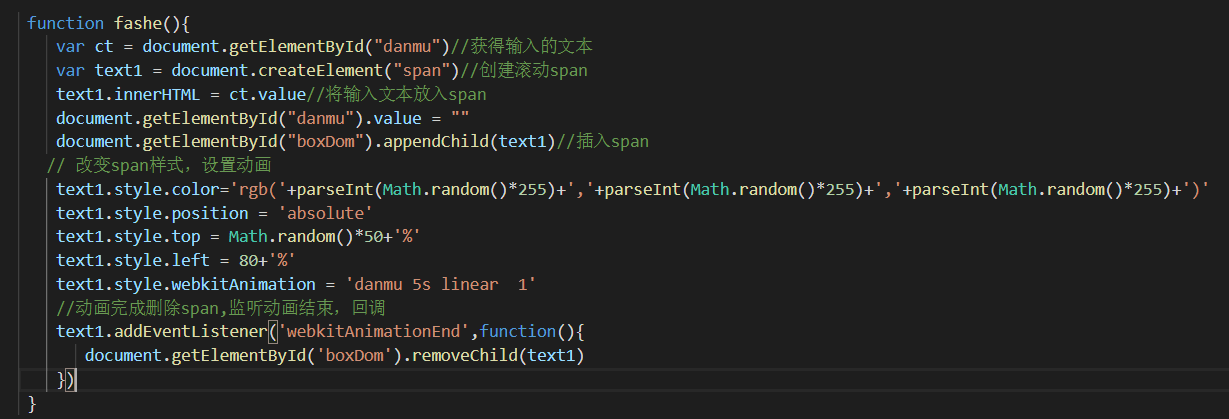 function fashe(){
var ct = document.getElementById("danmu")//获得输入的文本
var text1 = document.createElement("span")//创建滚动span
text1.innerHTML = ct.value//将输入文本放入span
document.getElementById("danmu").value = ""
document.getElementById("boxDom").appendChild(text1)//插入span
// 改变span样式，设置动画
text1.style.color='rgb('+parseInt(Math.random()*255)+','+parseInt(Math.random()*255)+','+parseInt(Math.random()*255)+')'
text1.style.position = 'absolute'
text1.style.top = Math.random()*50+'%'
text1.style.left = 80+'%'
text1.style.webkitAnimation = 'danmu 5s linear  1'
//动画完成删除span,监听动画结束，回调
text1.addEventListener('webkitAnimationEnd',function(){
document.getElementById('boxDom').removeChild(text1)
})
}